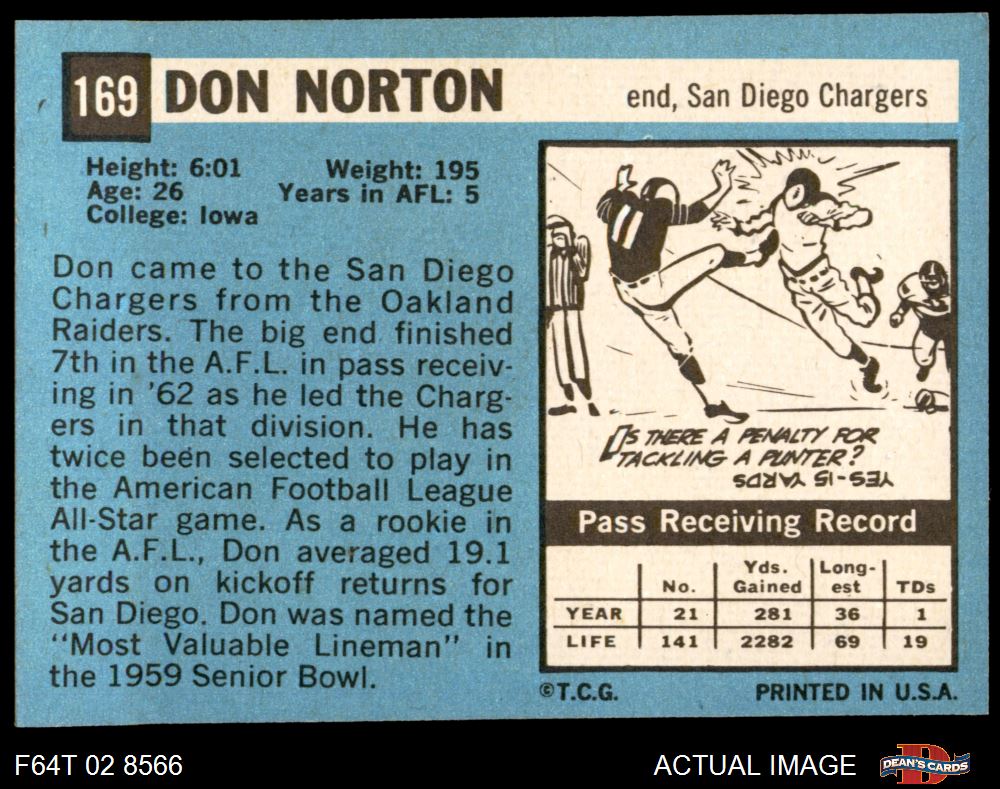 169 DON NORTON end, San Diego Chargers
Height: 6:01 Weight: 195
Age: 26 Years in AFL: 5
College: Iowa
Don came to the San Diego
Chargers from the Oakland
Raiders. The big end finished
7th in the A.F.L. in pass receiv-
ing in '62 as he led the Charg-
ers in that division. He has
twice been selected to play in
the American Football League
All-Star game. As a rookie in
the A.F.L., Don averaged 19.1
yards on kickoff returns for
San Diego. Don was named the
"Most Valuable Lineman" in
the 1959 Senior Bowl.
11
IS THERE A PENALTY FOR
TACKLING A PUNTER?
YES-15 YARDS
Pass Receiving Record
No. Yds. Gained Long-est TDs
YEAR 21 281 36 1
LIFE 141 2282 69 19
©T.C.G. PRINTED IN U.S.A.
F64T 02 8566 ACTUAL IMAGE D DEAN'S CARDS